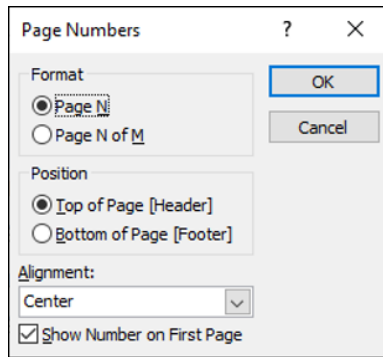 Page Numbers ? X
Format
Page N
Page N of M
OK
Cancel
Position
Top of Page [Header]
Bottom of Page [Footer]
Alignment:
Center
Show Number on First Page